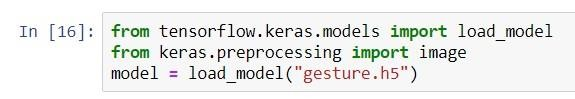 In [16]: from tensorflow.keras.models import load_model
from keras.preprocessing import image
model = load_model("gesture.h5")